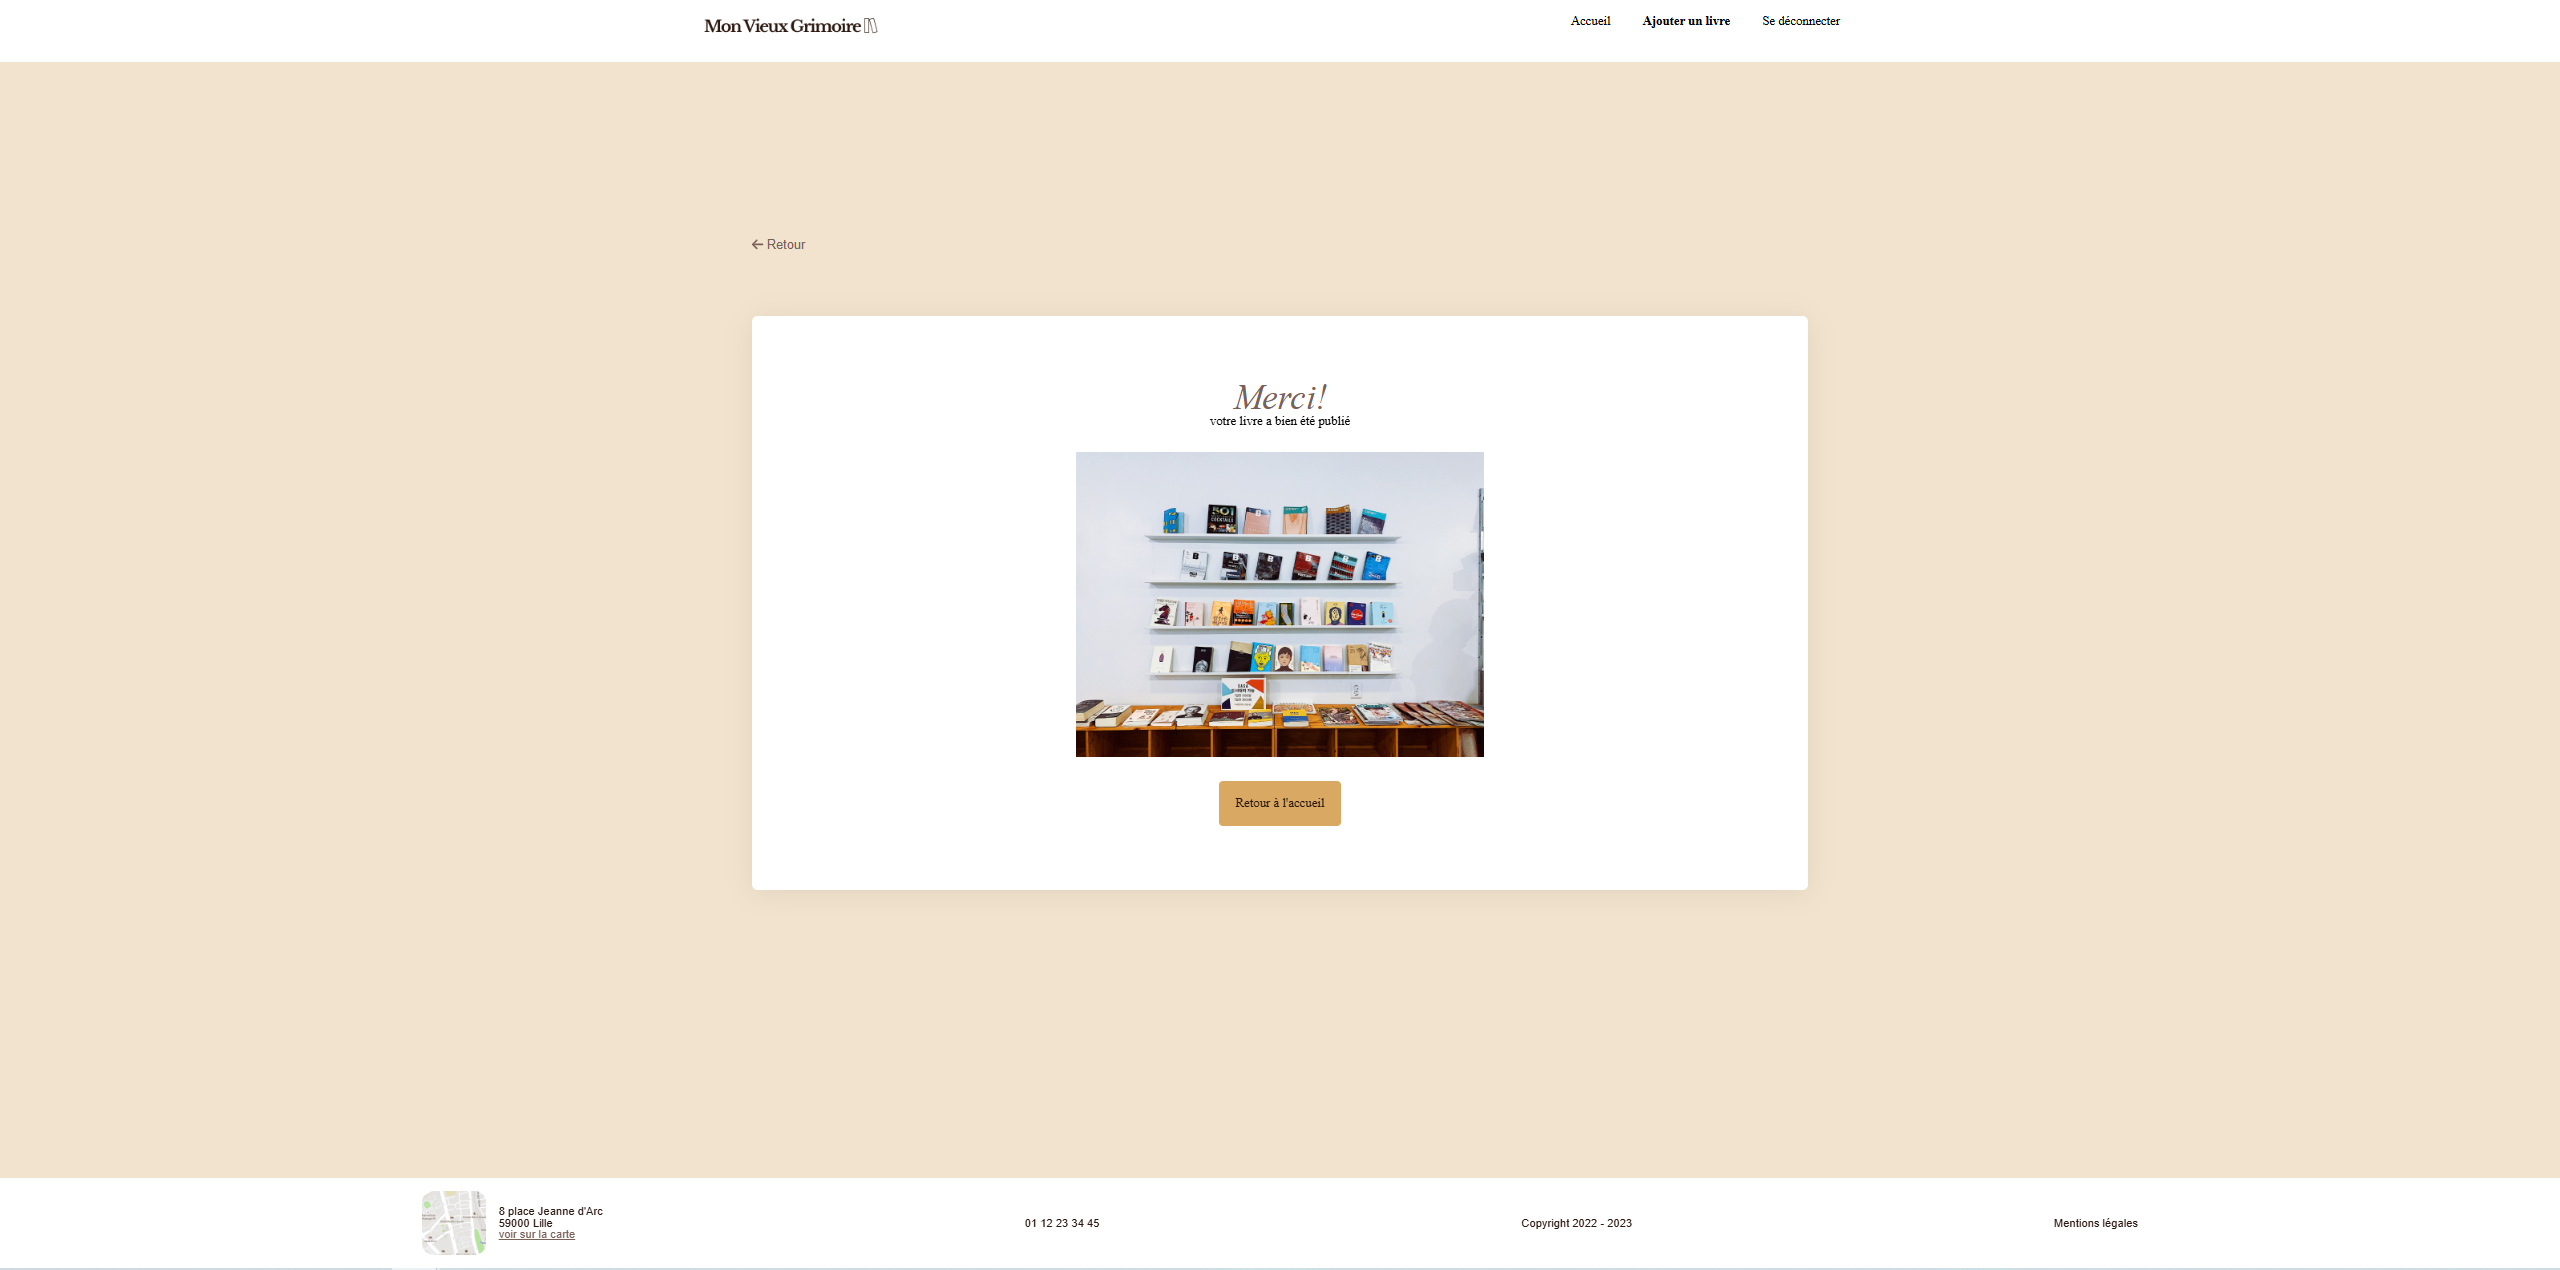 Mon Vieux Grimoire
Accueil
Ajouter un livre
Se déconnecter
Retour
Merci!
votre livre a bien été publié
Retour à l'accueil
8 place Jeanne d'Arc
59000 Lille
voir sur la carte
01 12 23 34 45
Copyright 2022 - 2023
Mentions légales